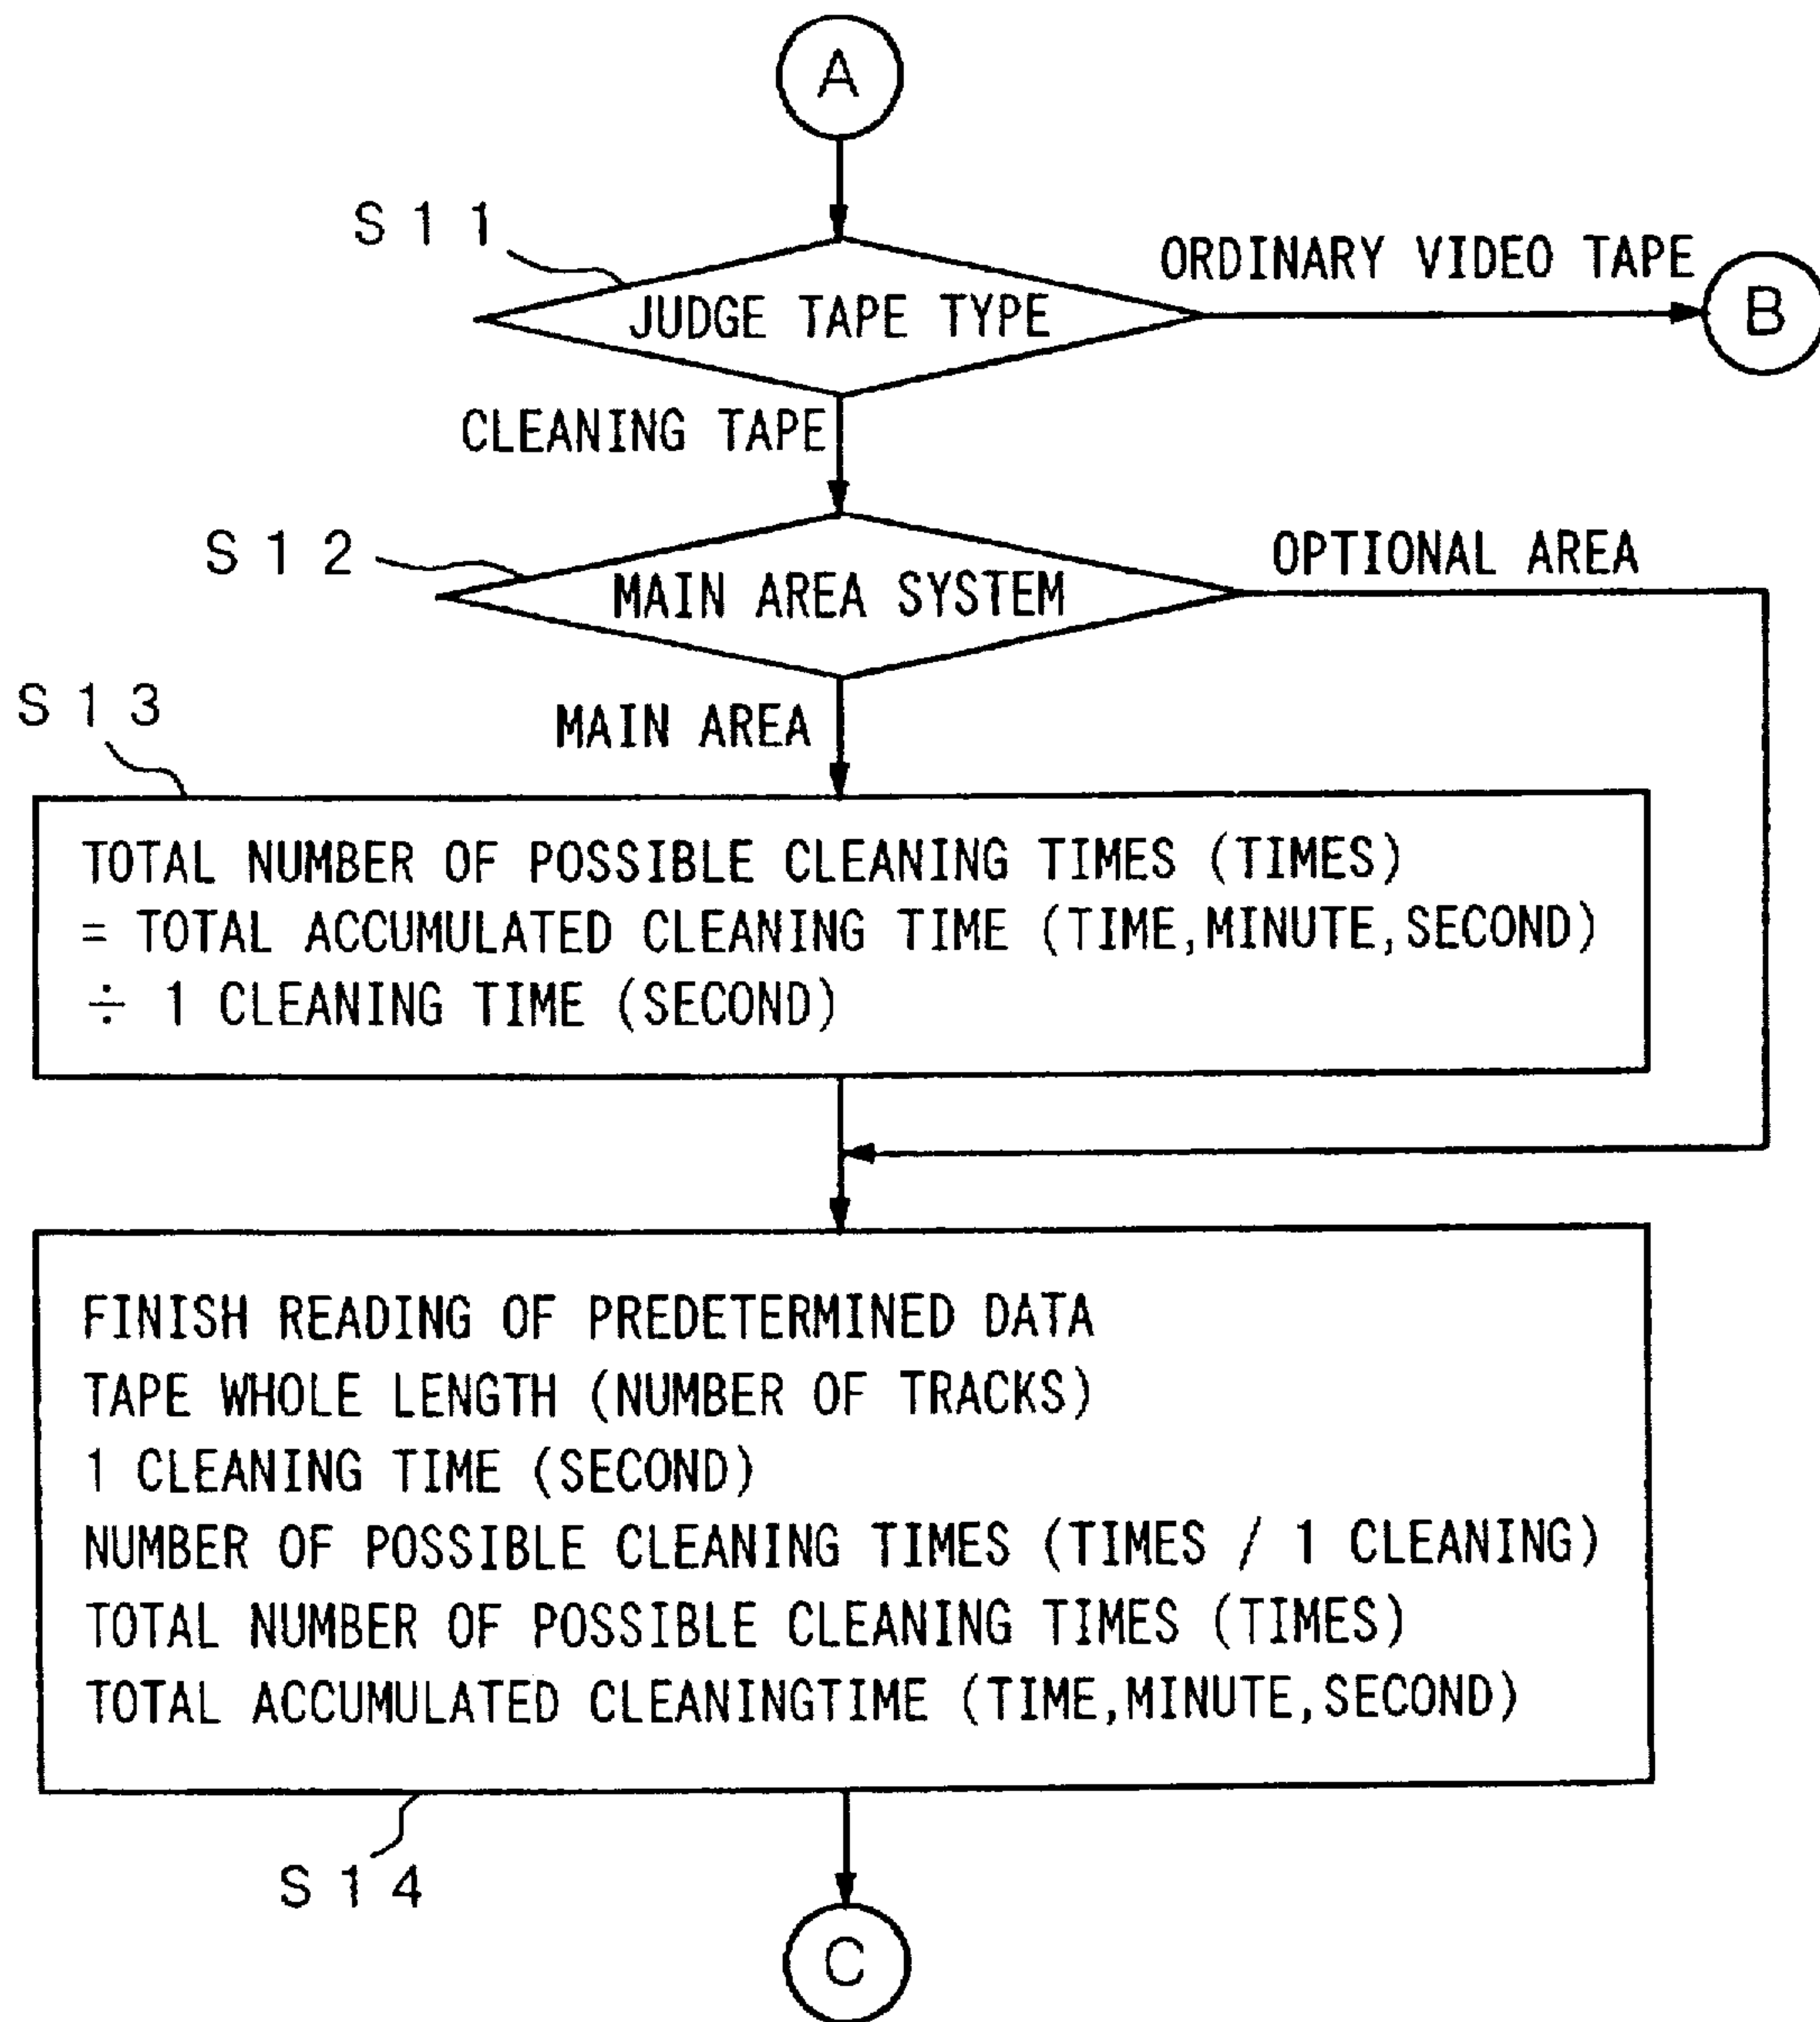 A
S11
JUDGE TAPE TYPE
ORDINARY VIDEO TAPE
B
CLEANING TAPE
S12
MAIN AREA SYSTEM
OPTIONAL AREA
S13
MAIN AREA
TOTAL NUMBER OF POSSIBLE CLEANING TIMES (TIMES)
= TOTAL ACCUMULATED CLEANING TIME (TIME,MINUTE,SECOND)
÷ 1 CLEANING TIME (SECOND)
FINISH READING OF PREDETERMINED DATA
TAPE WHOLE LENGTH (NUMBER OF TRACKS)
1 CLEANING TIME (SECOND)
NUMBER OF POSSIBLE CLEANING TIMES (TIMES / 1 CLEANING)
TOTAL NUMBER OF POSSIBLE CLEANING TIMES (TIMES)
TOTAL ACCUMULATED CLEANINGTIME (TIME,MINUTE,SECOND)
S14
C